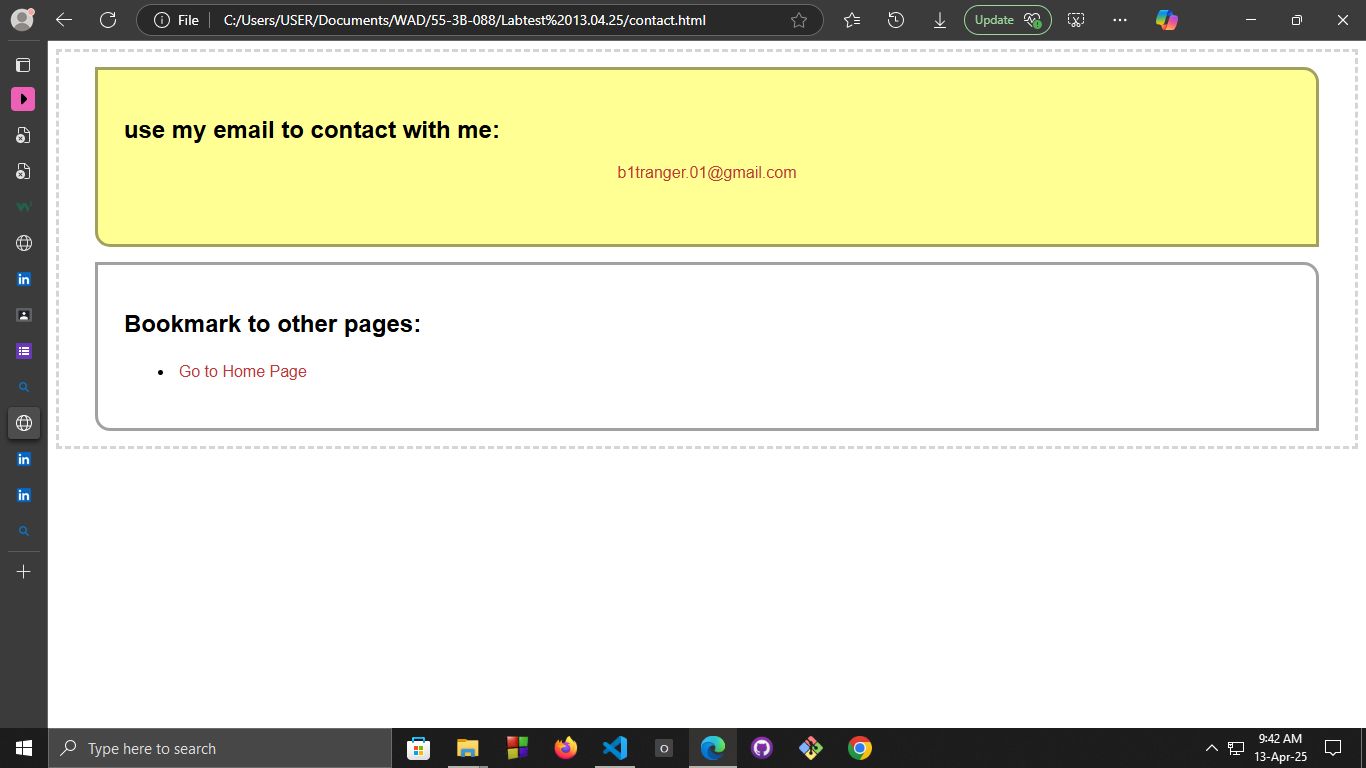 File
C:/Users/USER/Documents/WAD/55-3B-088/Labtest%2013.04.25/contact.html
Update
use my email to contact with me:
b1tranger.01@gmail.com
Bookmark to other pages:
• Go to Home Page
Type here to search
9:42 AM
13-Apr-25